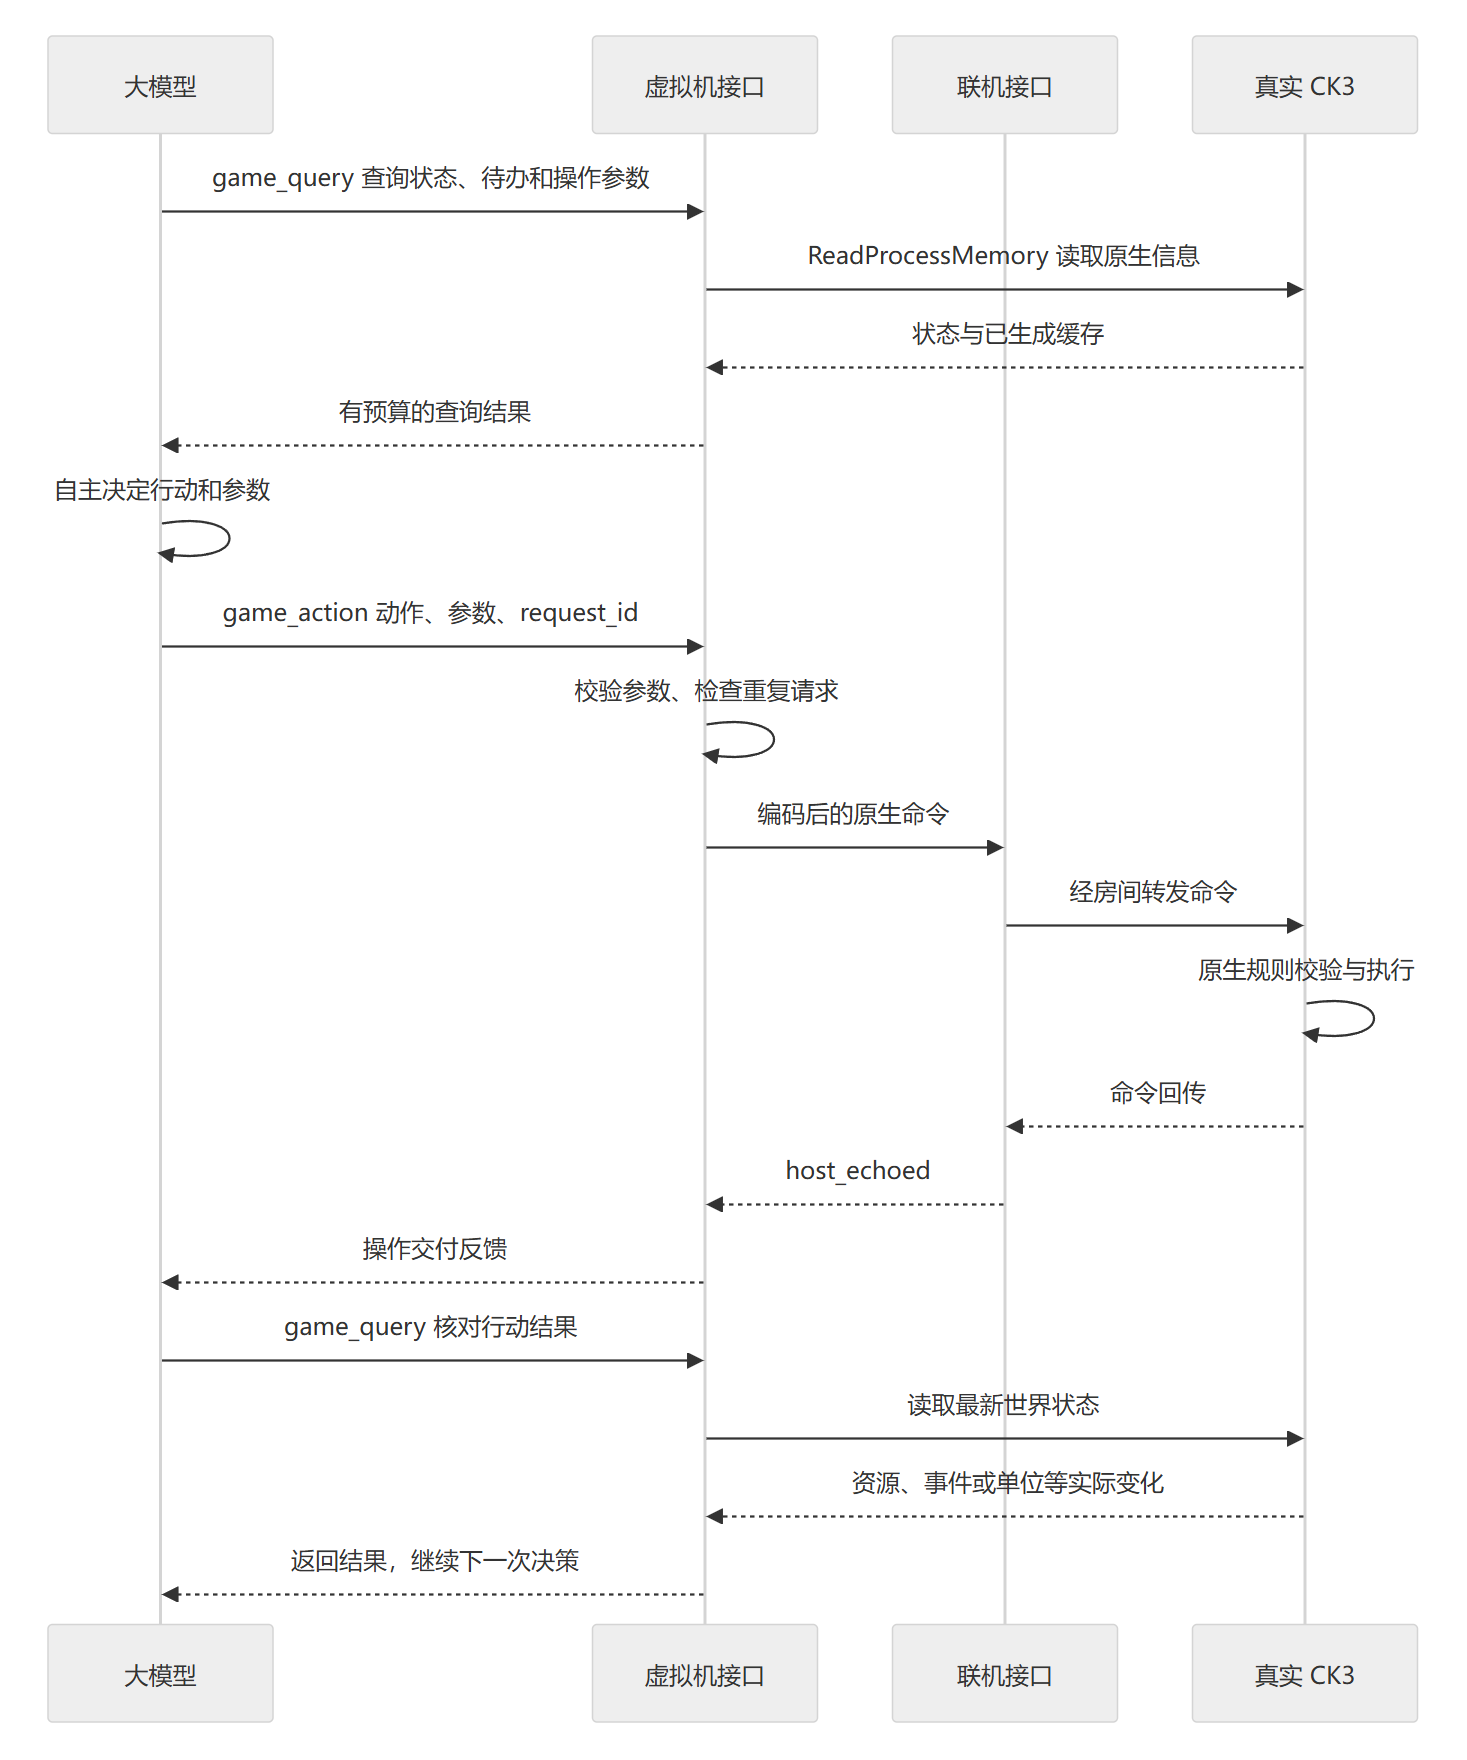 大模型
虚拟机接口
联机接口
真实 CK3
game_query 查询状态、待办和操作参数
ReadProcessMemory 读取原生信息
状态与已生成缓存
有预算的查询结果
自主决定行动和参数
game_action 动作、参数、request_id
校验参数、检查重复请求
编码后的原生命令
经房间转发命令
原生规则校验与执行
命令回传
host_echoed
操作交付反馈
game_query 核对行动结果
读取最新世界状态
资源、事件或单位等实际变化
返回结果，继续下一次决策
大模型
虚拟机接口
联机接口
真实 CK3